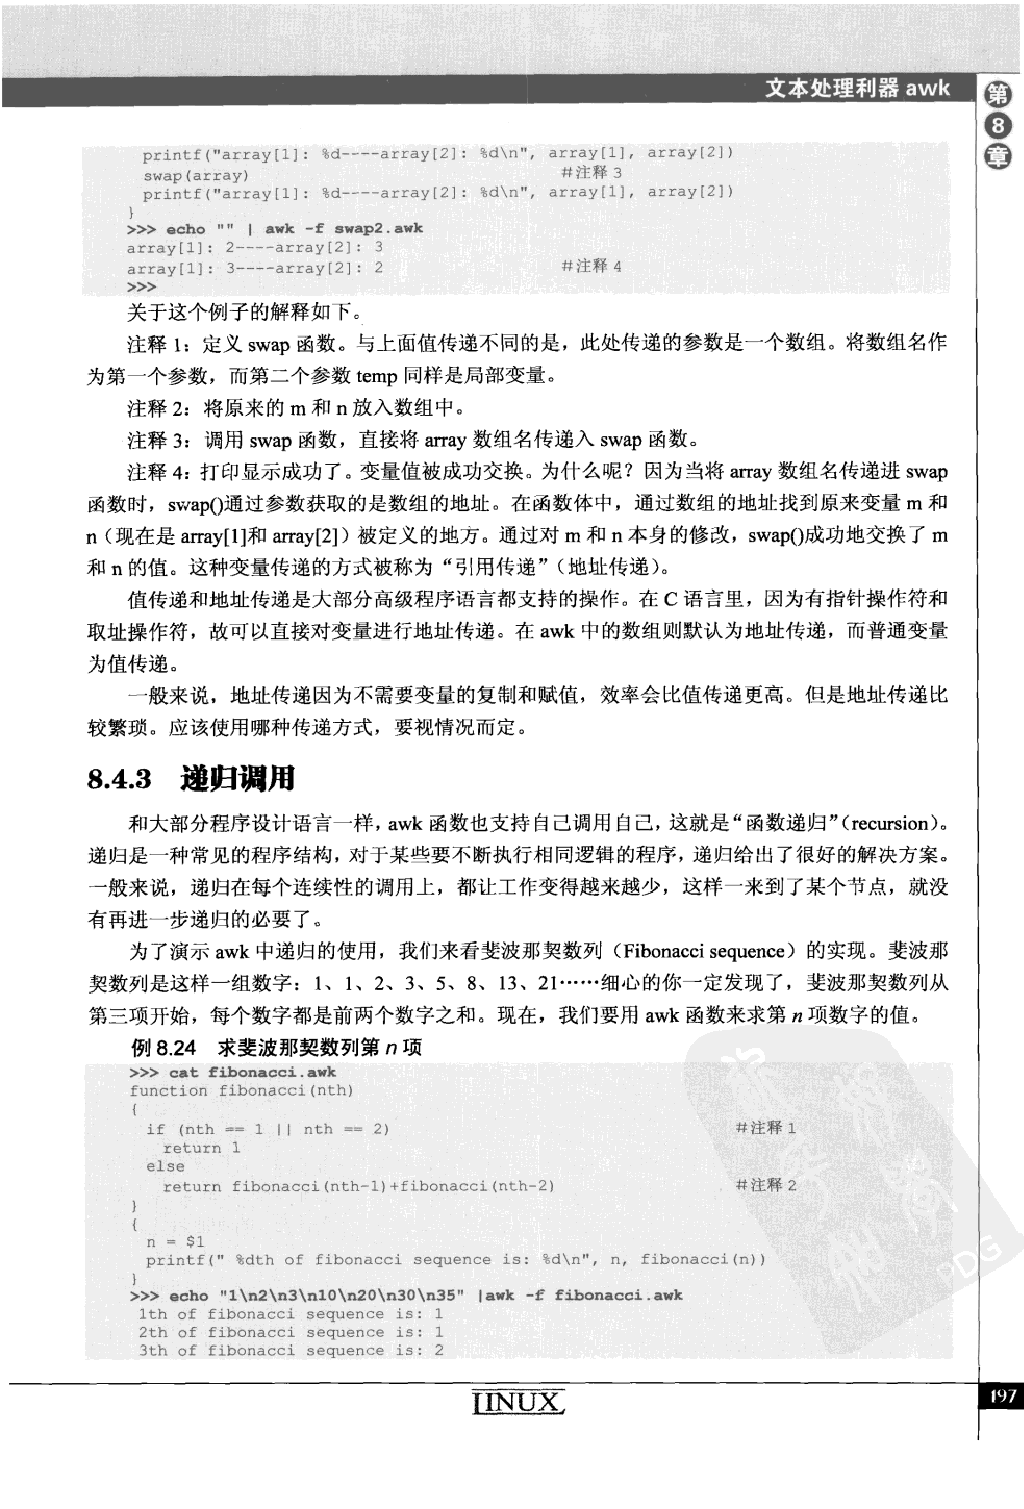 文本处理利器 awk
第
8
章
printf("array[1]: %d----array[2]: %d\n", array[1], array[2])
swap(array) #注释 3
printf("array[1]: %d----array[2]: %d\n", array[1], array[2])
}
>>> echo "" | awk -f swap2.awk
array[1]: 2----array[2]: 3
array[1]: 3----array[2]: 2 #注释 4
>>>
关于这个例子的解释如下。
注释 1：定义 swap 函数。与上面值传递不同的是，此处传递的参数是一个数组。将数组名作
为第一个参数，而第二个参数 temp 同样是局部变量。
注释 2：将原来的 m 和 n 放入数组中。
注释 3：调用 swap 函数，直接将 array 数组名传递入 swap 函数。
注释 4：打印显示成功了。变量值被成功交换。为什么呢？因为当将 array 数组名传递进 swap
函数时，swap()通过参数获取的是数组的地址。在函数体中，通过数组的地址找到原来变量 m 和
n（现在是 array[1]和 array[2]）被定义的地方。通过对 m 和 n 本身的修改，swap()成功地交换了 m
和 n 的值。这种变量传递的方式被称为“引用传递”（地址传递）。
值传递和地址传递是大部分高级程序语言都支持的操作。在 C 语言里，因为有指针操作符和
取址操作符，故可以直接对变量进行地址传递。在 awk 中的数组则默认为地址传递，而普通变量
为值传递。
一般来说，地址传递因为不需要变量的复制和赋值，效率会比值传递更高。但是地址传递比
较繁琐。应该使用哪种传递方式，要视情况而定。
8.4.3 递归调用
和大部分程序设计语言一样，awk 函数也支持自己调用自己，这就是“函数递归”（recursion）。
递归是一种常见的程序结构，对于某些要不断执行相同逻辑的程序，递归给出了很好的解决方案。
一般来说，递归在每个连续性的调用上，都让工作变得越来越少，这样一来到了某个节点，就没
有再进一步递归的必要了。
为了演示 awk 中递归的使用，我们来看斐波那契数列（Fibonacci sequence）的实现。斐波那
契数列是这样一组数字：1、1、2、3、5、8、13、21……细心的你一定发现了，斐波那契数列从
第三项开始，每个数字都是前两个数字之和。现在，我们要用 awk 函数来求第 n 项数字的值。
例 8.24 求斐波那契数列第 n 项
>>> cat fibonacci.awk
function fibonacci(nth)
{
if (nth == 1 || nth == 2) #注释 1
return 1
else
return fibonacci(nth-1)+fibonacci(nth-2) #注释 2
}
{
n = $1
printf(" %dth of fibonacci sequence is: %d\n", n, fibonacci(n))
}
>>> echo "1\n2\n3\n10\n20\n30\n35" |awk -f fibonacci.awk
1th of fibonacci sequence is: 1
2th of fibonacci sequence is: 1
3th of fibonacci sequence is: 2
PDG
LINUX
197